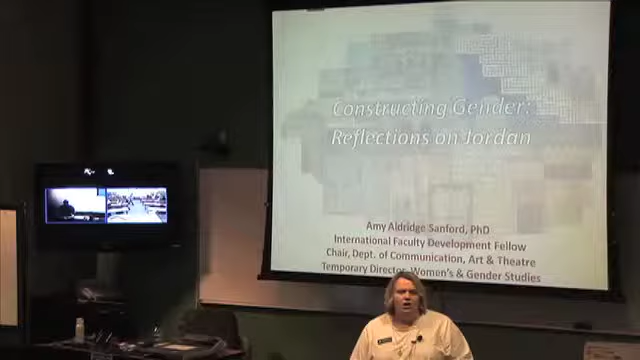 Constructing Gender:
Reflections on Jordan
Amy Aldridge Sanford, PhD
International Faculty Development Fellow
Chair, Dept. of Communication, Art & Theatre
Temporary Director, Women's & Gender Studies